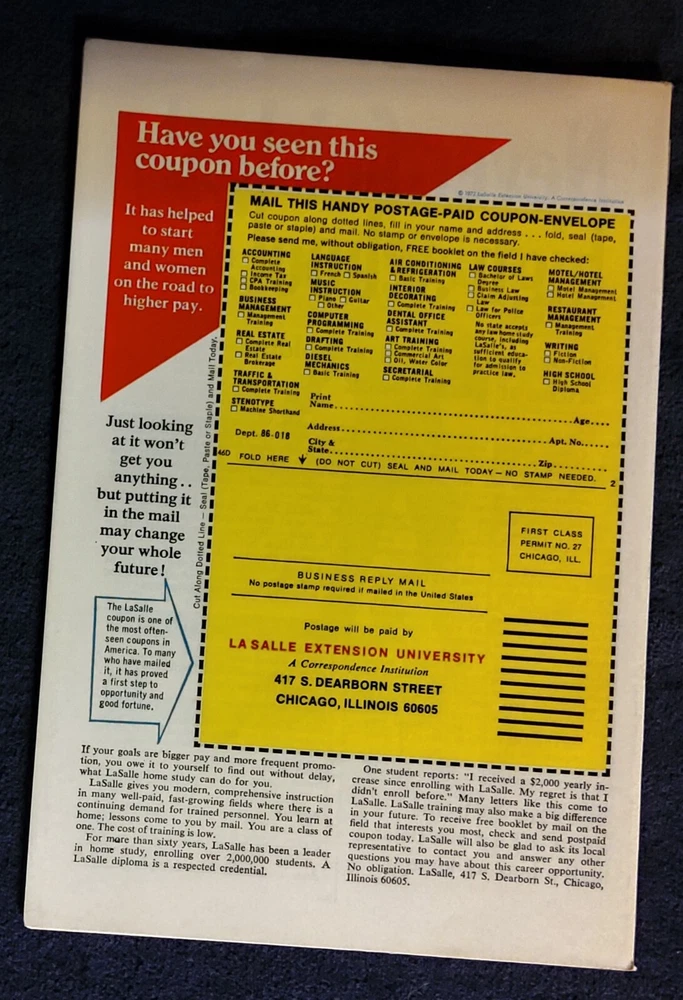 Have you seen this
coupon before?
It has helped
to start
many men
and women
on the road to
higher pay.
© 1972 LaSalle Extension University, A Correspondence Institution
MAIL THIS HANDY POSTAGE-PAID COUPON-ENVELOPE
Cut coupon along dotted lines, fill in your name and address . . . fold, seal (tape,
paste or staple) and mail. No stamp or envelope is necessary.
Please send me, without obligation, FREE booklet on the field I have checked:
ACCOUNTING
☐ Complete
Accounting
☐ Income Tax
☐ CPA Training
☐ Bookkeeping
BUSINESS
MANAGEMENT
☐ Management
Training
REAL ESTATE
☐ Complete Real
Estate
☐ Real Estate
Brokerage
TRAFFIC &
TRANSPORTATION
☐ Complete Training
STENOTYPE
☐ Machine Shorthand
LANGUAGE
INSTRUCTION
☐ French ☐ Spanish
MUSIC
INSTRUCTION
☐ Piano ☐ Guitar
☐ Other
COMPUTER
PROGRAMMING
☐ Complete Training
DRAFTING
☐ Complete Training
DIESEL
MECHANICS
☐ Basic Training
AIR CONDITIONING
& REFRIGERATION
☐ Basic Training
INTERIOR
DECORATING
☐ Complete Training
DENTAL OFFICE
ASSISTANT
☐ Complete Training
ART TRAINING
☐ Complete Training
☐ Commercial Art
☐ Oil, Water Color
SECRETARIAL
☐ Complete Training
LAW COURSES
☐ Bachelor of Laws
Degree
☐ Business Law
☐ Claim Adjusting
Law
☐ Law for Police
Officers
No state accepts
any law home study
course, including
LaSalle's, as
sufficient educa-
tion to qualify
for admission to
practice law.
MOTEL/HOTEL
MANAGEMENT
☐ Motel Management
☐ Hotel Management
RESTAURANT
MANAGEMENT
☐ Management
Training
WRITING
☐ Fiction
☐ Non-Fiction
HIGH SCHOOL
☐ High School
Diploma
Print
Name Age
Dept. 86-018
Address Apt. No.
City &
State Zip
46D FOLD HERE ↓ (DO NOT CUT) SEAL AND MAIL TODAY — NO STAMP NEEDED. 2
Cut Along Dotted Line — Seal (Tape, Paste or Staple) and Mail Today.
Just looking
at it won't
get you
anything . .
but putting it
in the mail
may change
your whole
future!
FIRST CLASS
PERMIT NO. 27
CHICAGO, ILL.
BUSINESS REPLY MAIL
No postage stamp required if mailed in the United States
Postage will be paid by
LA SALLE EXTENSION UNIVERSITY
A Correspondence Institution
417 S. DEARBORN STREET
CHICAGO, ILLINOIS 60605
The LaSalle
coupon is one of
the most often-
seen coupons in
America. To many
who have mailed
it, it has proved
a first step to
opportunity and
good fortune.
If your goals are bigger pay and more frequent promo-
tion, you owe it to yourself to find out without delay,
what LaSalle home study can do for you.
LaSalle gives you modern, comprehensive instruction
in many well-paid, fast-growing fields where there is a
continuing demand for trained personnel. You learn at
home; lessons come to you by mail. You are a class of
one. The cost of training is low.
For more than sixty years, LaSalle has been a leader
in home study, enrolling over 2,000,000 students. A
LaSalle diploma is a respected credential.
One student reports: "I received a $2,000 yearly in-
crease since enrolling with LaSalle. My regret is that I
didn't enroll before." Many letters like this come to
LaSalle. LaSalle training may also make a big difference
in your future. To receive free booklet by mail on the
field that interests you most, check and send postpaid
coupon today. LaSalle will also be glad to ask its local
representative to contact you and answer any other
questions you may have about this career opportunity.
No obligation. LaSalle, 417 S. Dearborn St., Chicago,
Illinois 60605.